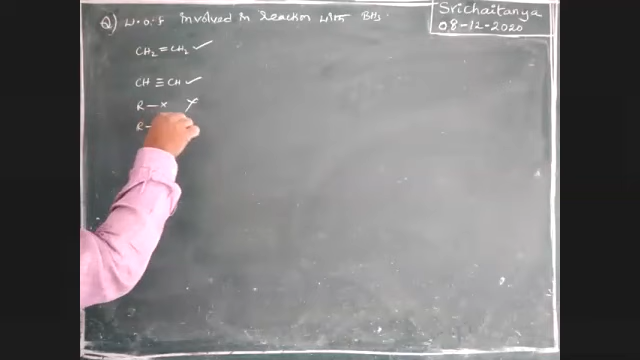 Q) W.O.f involved in reaction with BH3.
Srichaitanya
08-12-2020
CH2=CH2 ✓
CH≡CH ✓
R-X ✗
R-